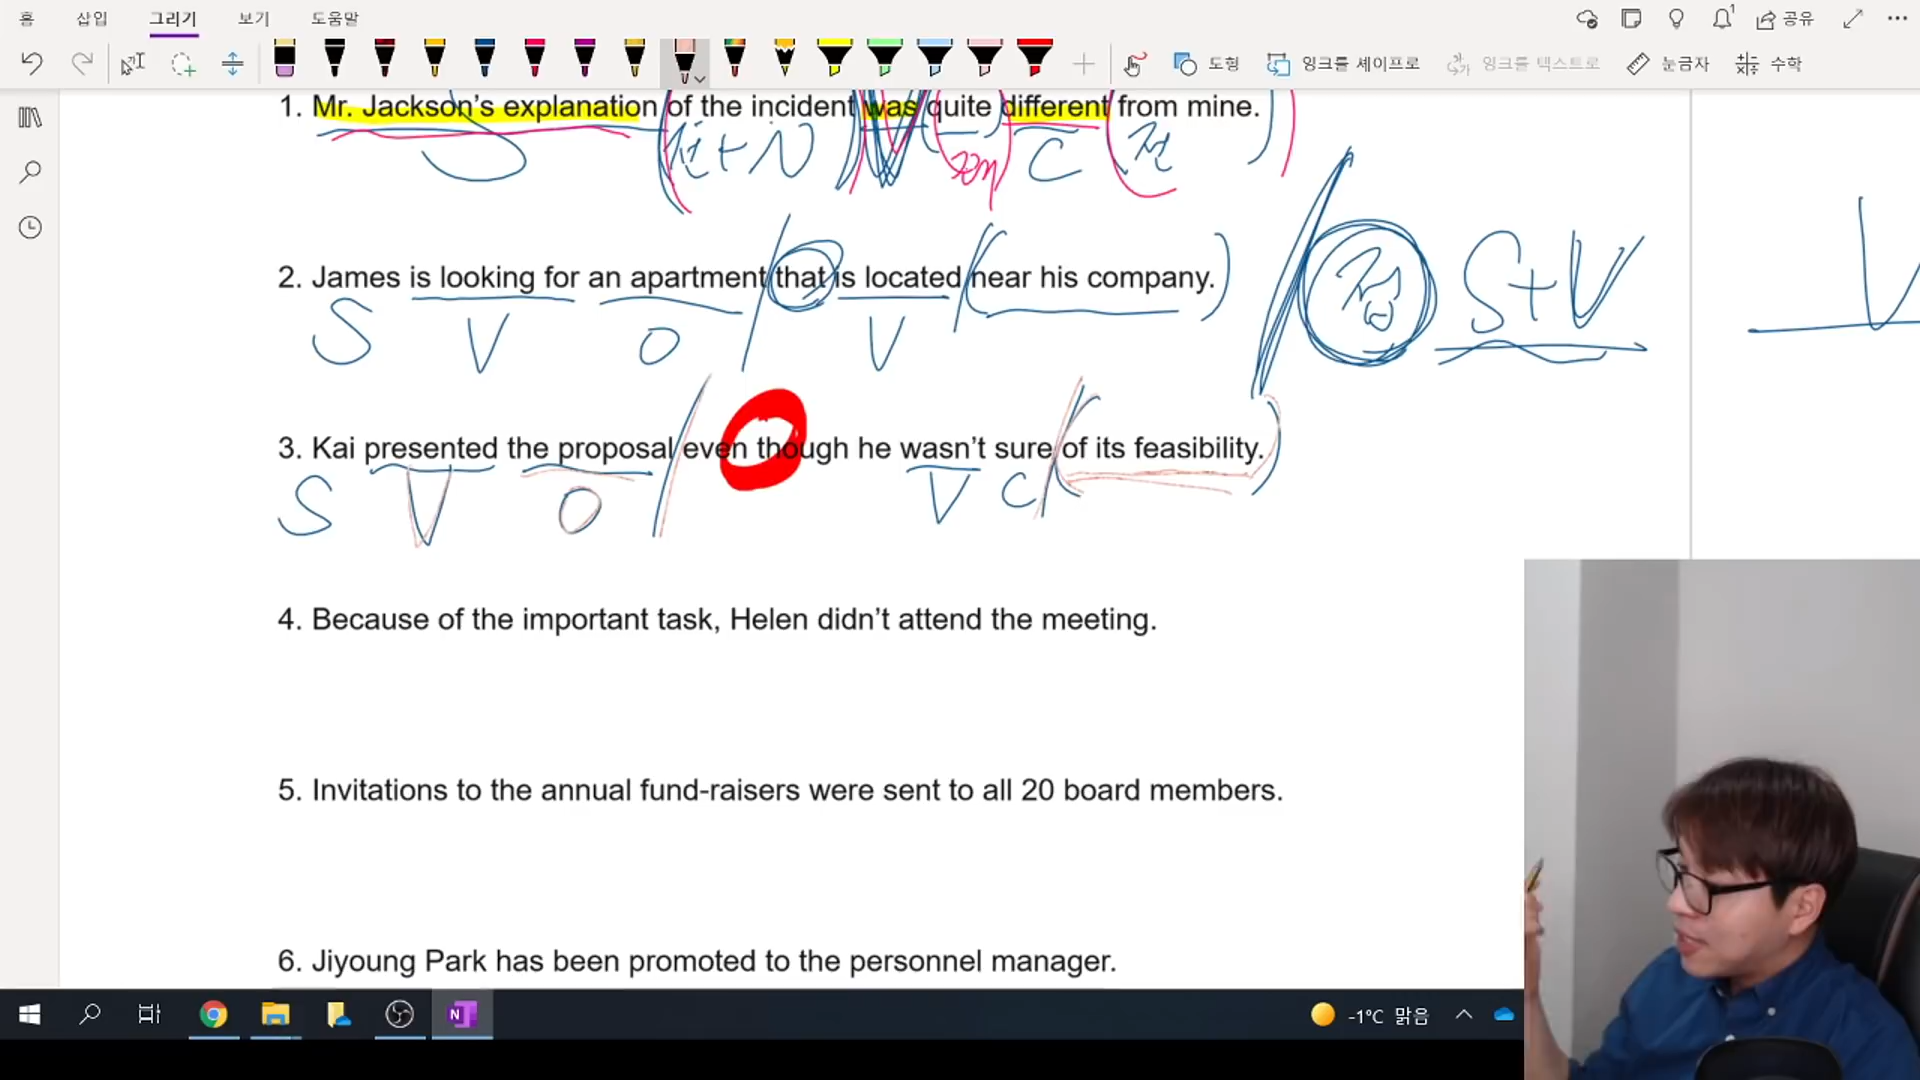 홈 삽입 그리기 보기 도움말 1 공유
도형 잉크를 셰이프로 잉크를 텍스트로 눈금자 수학
1. Mr. Jackson's explanation of the incident was quite different from mine.
S 전+N V C 전
2. James is looking for an apartment that is located near his company.
S V O V 접 S+V V
3. Kai presented the proposal even though he wasn't sure of its feasibility.
S V O V C
4. Because of the important task, Helen didn't attend the meeting.
5. Invitations to the annual fund-raisers were sent to all 20 board members.
6. Jiyoung Park has been promoted to the personnel manager.
N -1°C 맑음